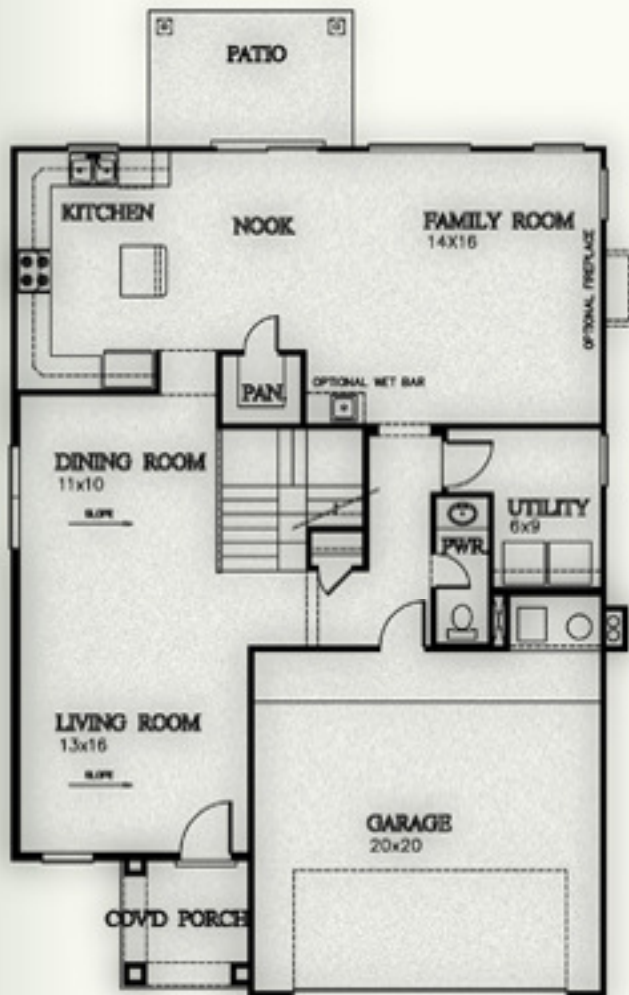 PATIO
KITCHEN
NOOK
FAMILY ROOM
14X16
OPTIONAL FIREPLACE
PAN.
OPTIONAL WET BAR
DINING ROOM
11x10
SLOPE
UTILITY
6x9
PWR.
LIVING ROOM
13x16
SLOPE
GARAGE
20x20
COV'D PORCH